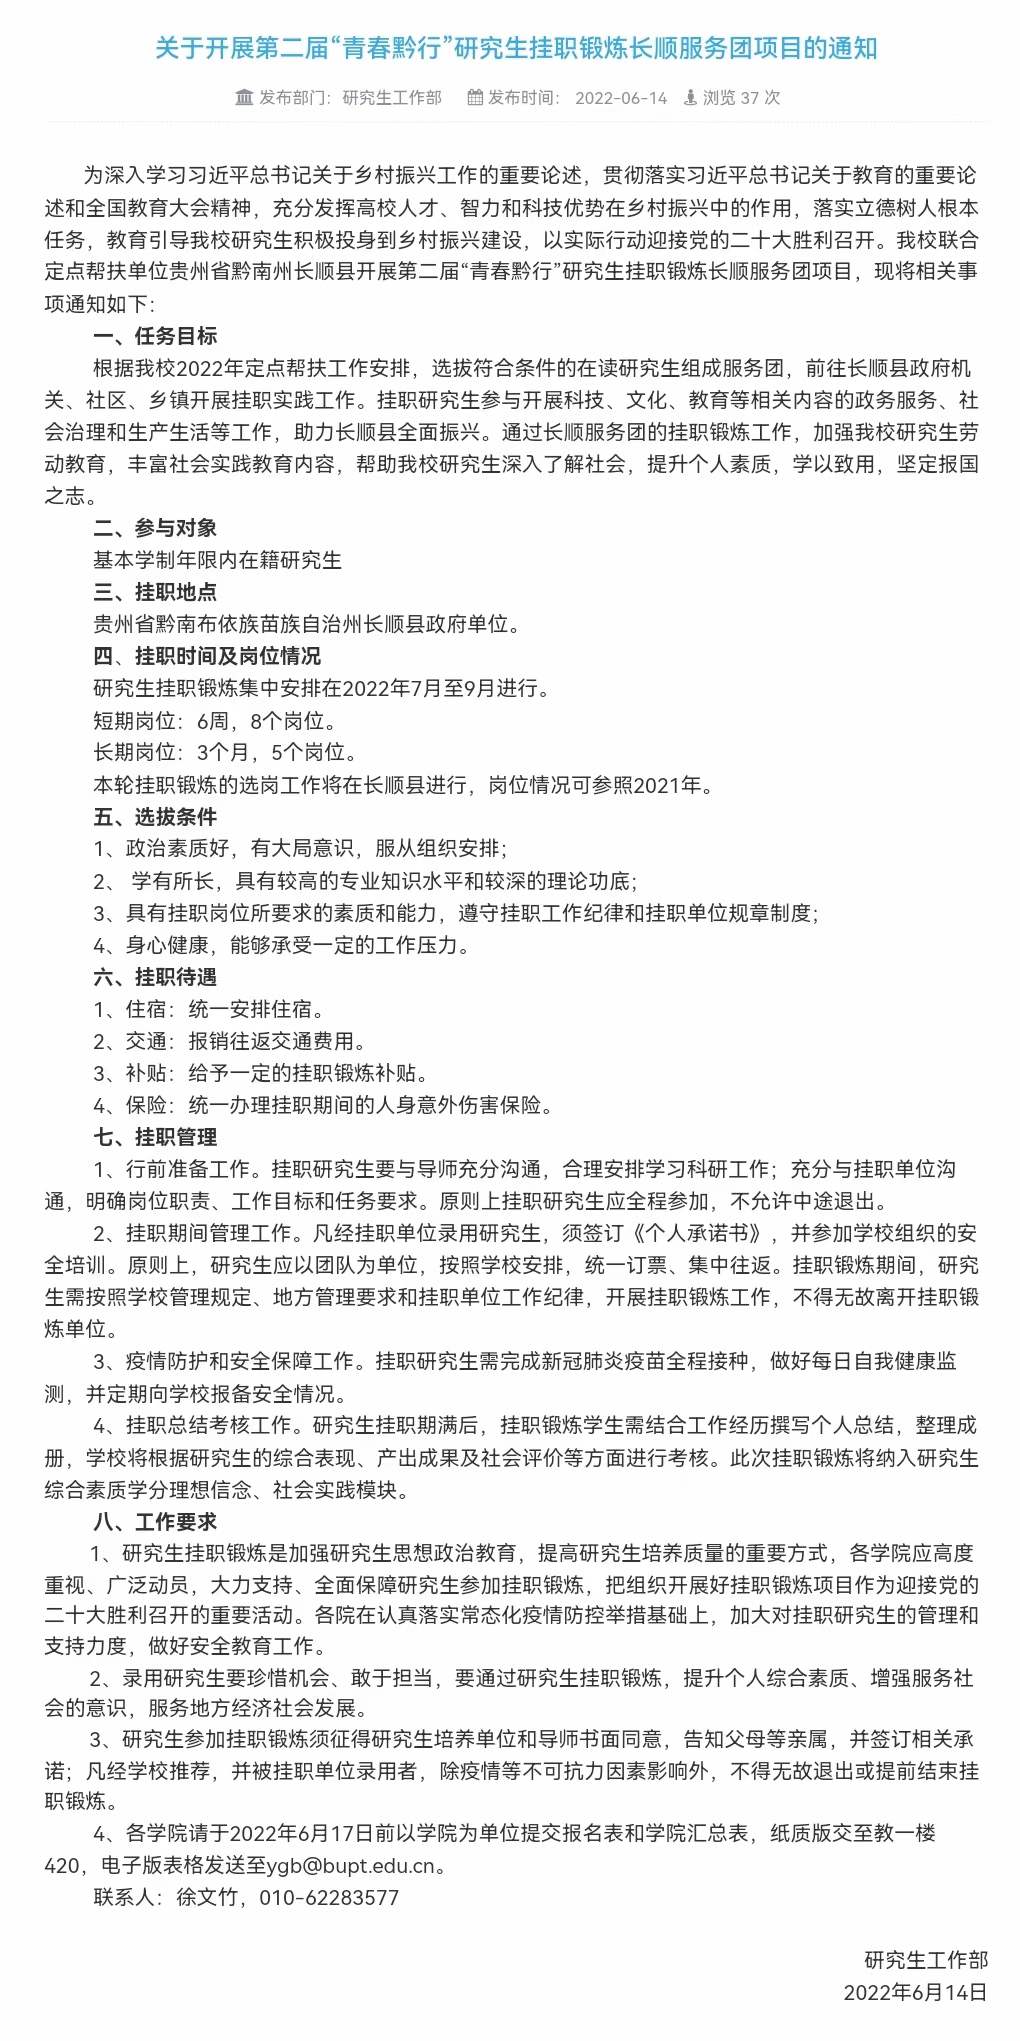 关于开展第二届“青春黔行”研究生挂职锻炼长顺服务团项目的通知
发布部门：研究生工作部 发布时间： 2022-06-14 浏览 37 次
为深入学习习近平总书记关于乡村振兴工作的重要论述，贯彻落实习近平总书记关于教育的重要论
述和全国教育大会精神，充分发挥高校人才、智力和科技优势在乡村振兴中的作用，落实立德树人根本
任务，教育引导我校研究生积极投身到乡村振兴建设，以实际行动迎接党的二十大胜利召开。我校联合
定点帮扶单位贵州省黔南州长顺县开展第二届“青春黔行”研究生挂职锻炼长顺服务团项目，现将相关事
项通知如下：
一、任务目标
根据我校2022年定点帮扶工作安排，选拔符合条件的在读研究生组成服务团，前往长顺县政府机
关、社区、乡镇开展挂职实践工作。挂职研究生参与开展科技、文化、教育等相关内容的政务服务、社
会治理和生产生活等工作，助力长顺县全面振兴。通过长顺服务团的挂职锻炼工作，加强我校研究生劳
动教育，丰富社会实践教育内容，帮助我校研究生深入了解社会，提升个人素质，学以致用，坚定报国
之志。
二、参与对象
基本学制年限内在籍研究生
三、挂职地点
贵州省黔南布依族苗族自治州长顺县政府单位。
四、挂职时间及岗位情况
研究生挂职锻炼集中安排在2022年7月至9月进行。
短期岗位：6周，8个岗位。
长期岗位：3个月，5个岗位。
本轮挂职锻炼的选岗工作将在长顺县进行，岗位情况可参照2021年。
五、选拔条件
1、政治素质好，有大局意识，服从组织安排；
2、 学有所长，具有较高的专业知识水平和较深的理论功底；
3、具有挂职岗位所要求的素质和能力，遵守挂职工作纪律和挂职单位规章制度；
4、身心健康，能够承受一定的工作压力。
六、挂职待遇
1、住宿：统一安排住宿。
2、交通：报销往返交通费用。
3、补贴：给予一定的挂职锻炼补贴。
4、保险：统一办理挂职期间的人身意外伤害保险。
七、挂职管理
1、行前准备工作。挂职研究生要与导师充分沟通，合理安排学习科研工作；充分与挂职单位沟
通，明确岗位职责、工作目标和任务要求。原则上挂职研究生应全程参加，不允许中途退出。
2、挂职期间管理工作。凡经挂职单位录用研究生，须签订《个人承诺书》，并参加学校组织的安
全培训。原则上，研究生应以团队为单位，按照学校安排，统一订票、集中往返。挂职锻炼期间，研究
生需按照学校管理规定、地方管理要求和挂职单位工作纪律，开展挂职锻炼工作，不得无故离开挂职锻
炼单位。
3、疫情防护和安全保障工作。挂职研究生需完成新冠肺炎疫苗全程接种，做好每日自我健康监
测，并定期向学校报备安全情况。
4、挂职总结考核工作。研究生挂职期满后，挂职锻炼学生需结合工作经历撰写个人总结，整理成
册，学校将根据研究生的综合表现、产出成果及社会评价等方面进行考核。此次挂职锻炼将纳入研究生
综合素质学分理想信念、社会实践模块。
八、工作要求
1、研究生挂职锻炼是加强研究生思想政治教育，提高研究生培养质量的重要方式，各学院应高度
重视、广泛动员，大力支持、全面保障研究生参加挂职锻炼，把组织开展好挂职锻炼项目作为迎接党的
二十大胜利召开的重要活动。各院在认真落实常态化疫情防控举措基础上，加大对挂职研究生的管理和
支持力度，做好安全教育工作。
2、录用研究生要珍惜机会、敢于担当，要通过研究生挂职锻炼，提升个人综合素质、增强服务社
会的意识，服务地方经济社会发展。
3、研究生参加挂职锻炼须征得研究生培养单位和导师书面同意，告知父母等亲属，并签订相关承
诺；凡经学校推荐，并被挂职单位录用者，除疫情等不可抗力因素影响外，不得无故退出或提前结束挂
职锻炼。
4、各学院请于2022年6月17日前以学院为单位提交报名表和学院汇总表，纸质版交至教一楼
420，电子版表格发送至ygb@bupt.edu.cn。
联系人：徐文竹，010-62283577
研究生工作部
2022年6月14日